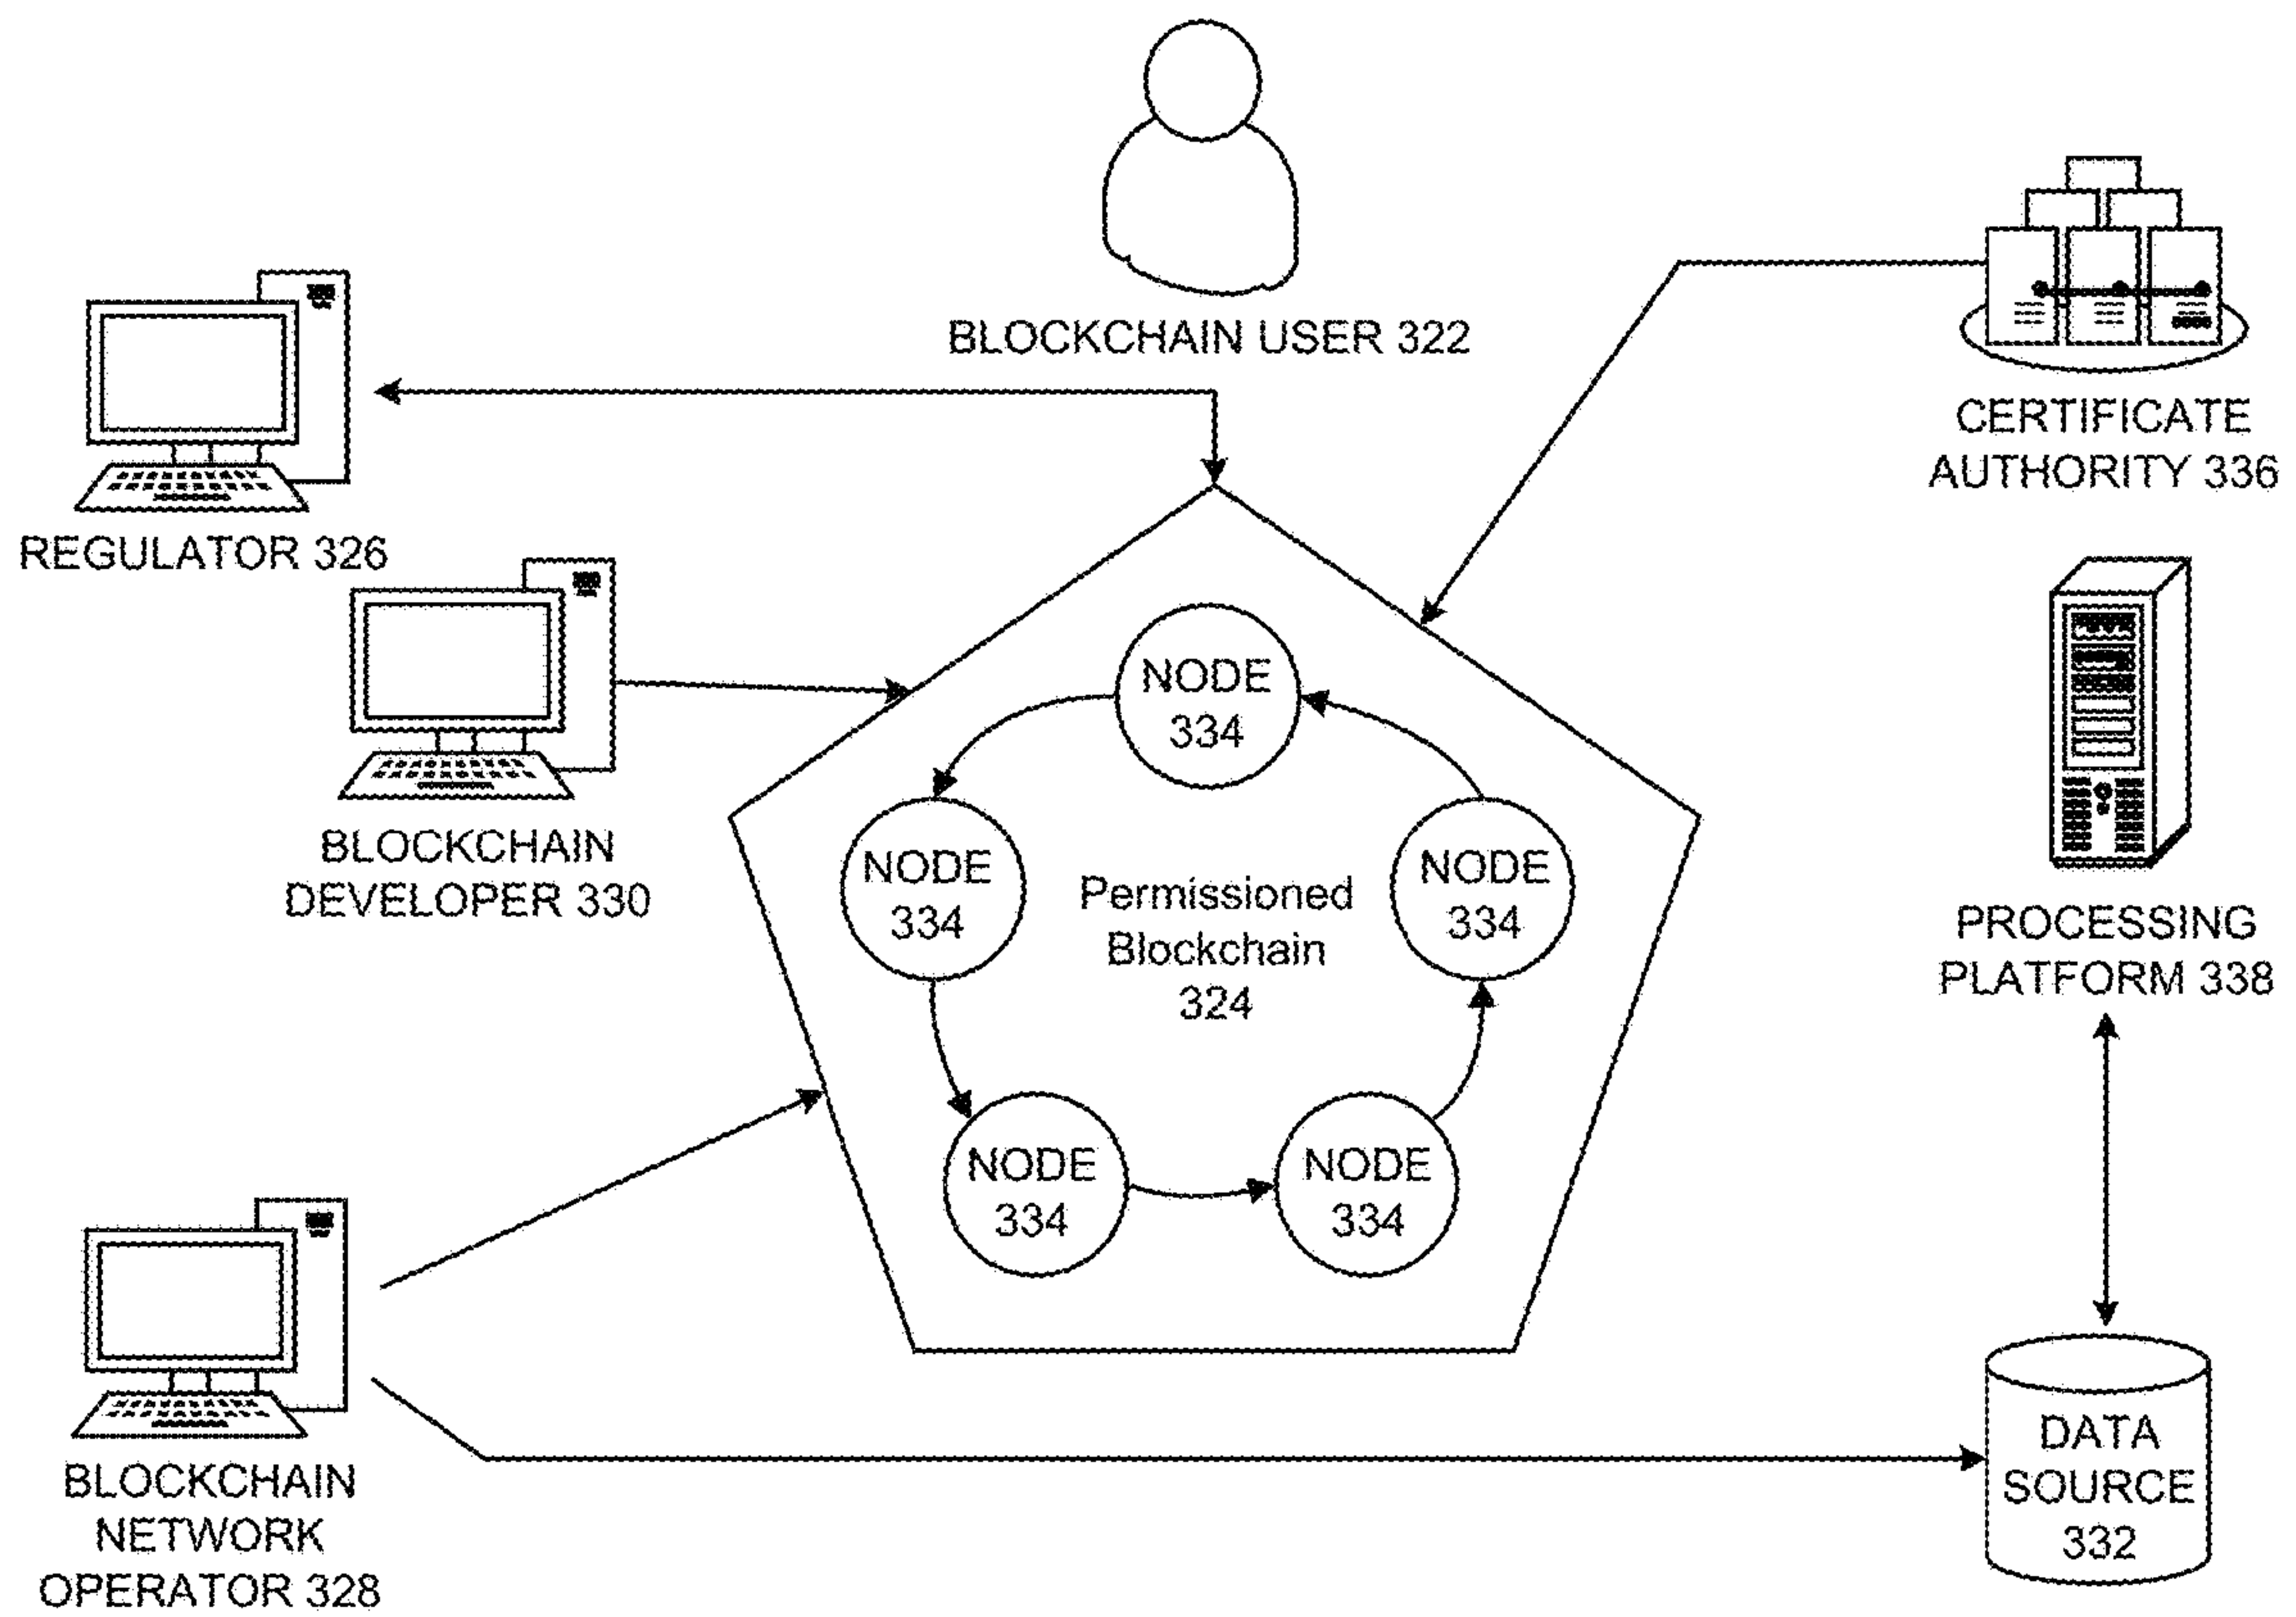 BLOCKCHAIN USER 322
CERTIFICATE
AUTHORITY 336
REGULATOR 326
BLOCKCHAIN
DEVELOPER 330
NODE
334
NODE
334
Permissioned
Blockchain
324
NODE
334
NODE
334
NODE
334
PROCESSING
PLATFORM 338
BLOCKCHAIN
NETWORK
OPERATOR 328
DATA
SOURCE
332